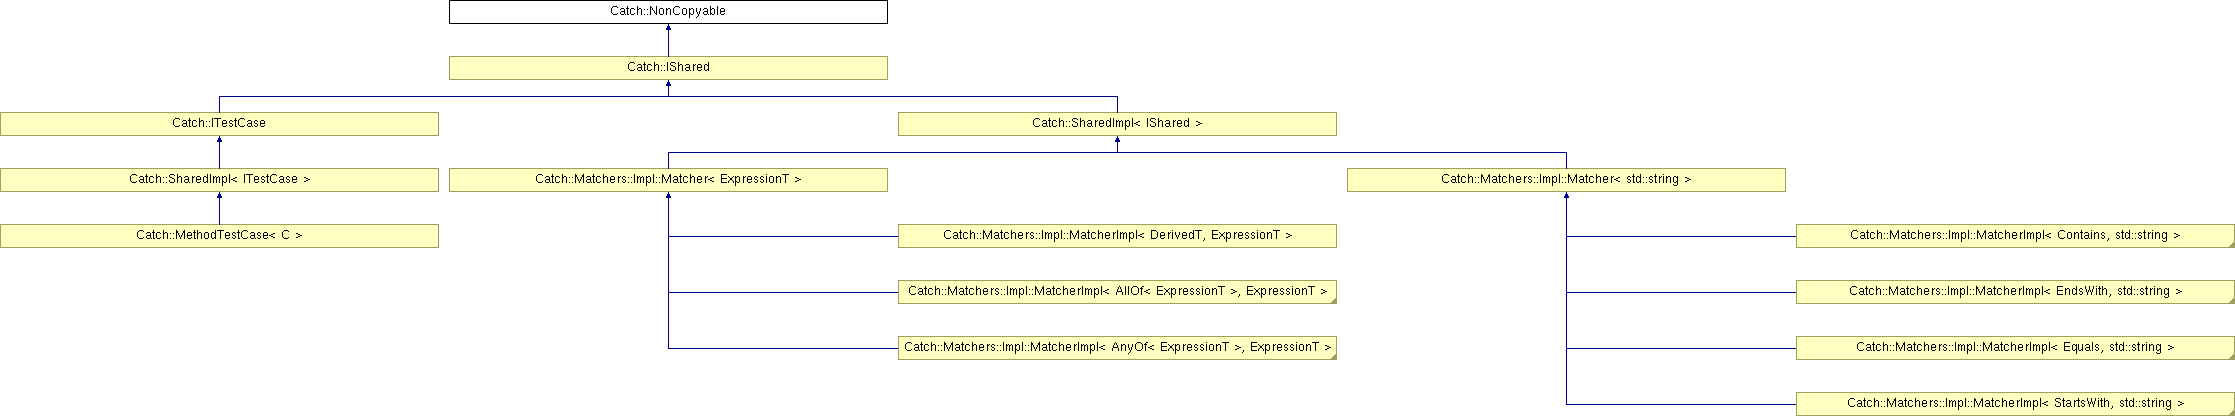 Catch::NonCopyable
Catch::IShared
Catch::ITestCase
Catch::SharedImpl< IShared >
Catch::SharedImpl< ITestCase >
Catch::Matchers::Impl::Matcher< ExpressionT >
Catch::Matchers::Impl::Matcher< std::string >
Catch::MethodTestCase< C >
Catch::Matchers::Impl::MatcherImpl< DerivedT, ExpressionT >
Catch::Matchers::Impl::MatcherImpl< Contains, std::string >
Catch::Matchers::Impl::MatcherImpl< AllOf< ExpressionT >, ExpressionT >
Catch::Matchers::Impl::MatcherImpl< EndsWith, std::string >
Catch::Matchers::Impl::MatcherImpl< AnyOf< ExpressionT >, ExpressionT >
Catch::Matchers::Impl::MatcherImpl< Equals, std::string >
Catch::Matchers::Impl::MatcherImpl< StartsWith, std::string >